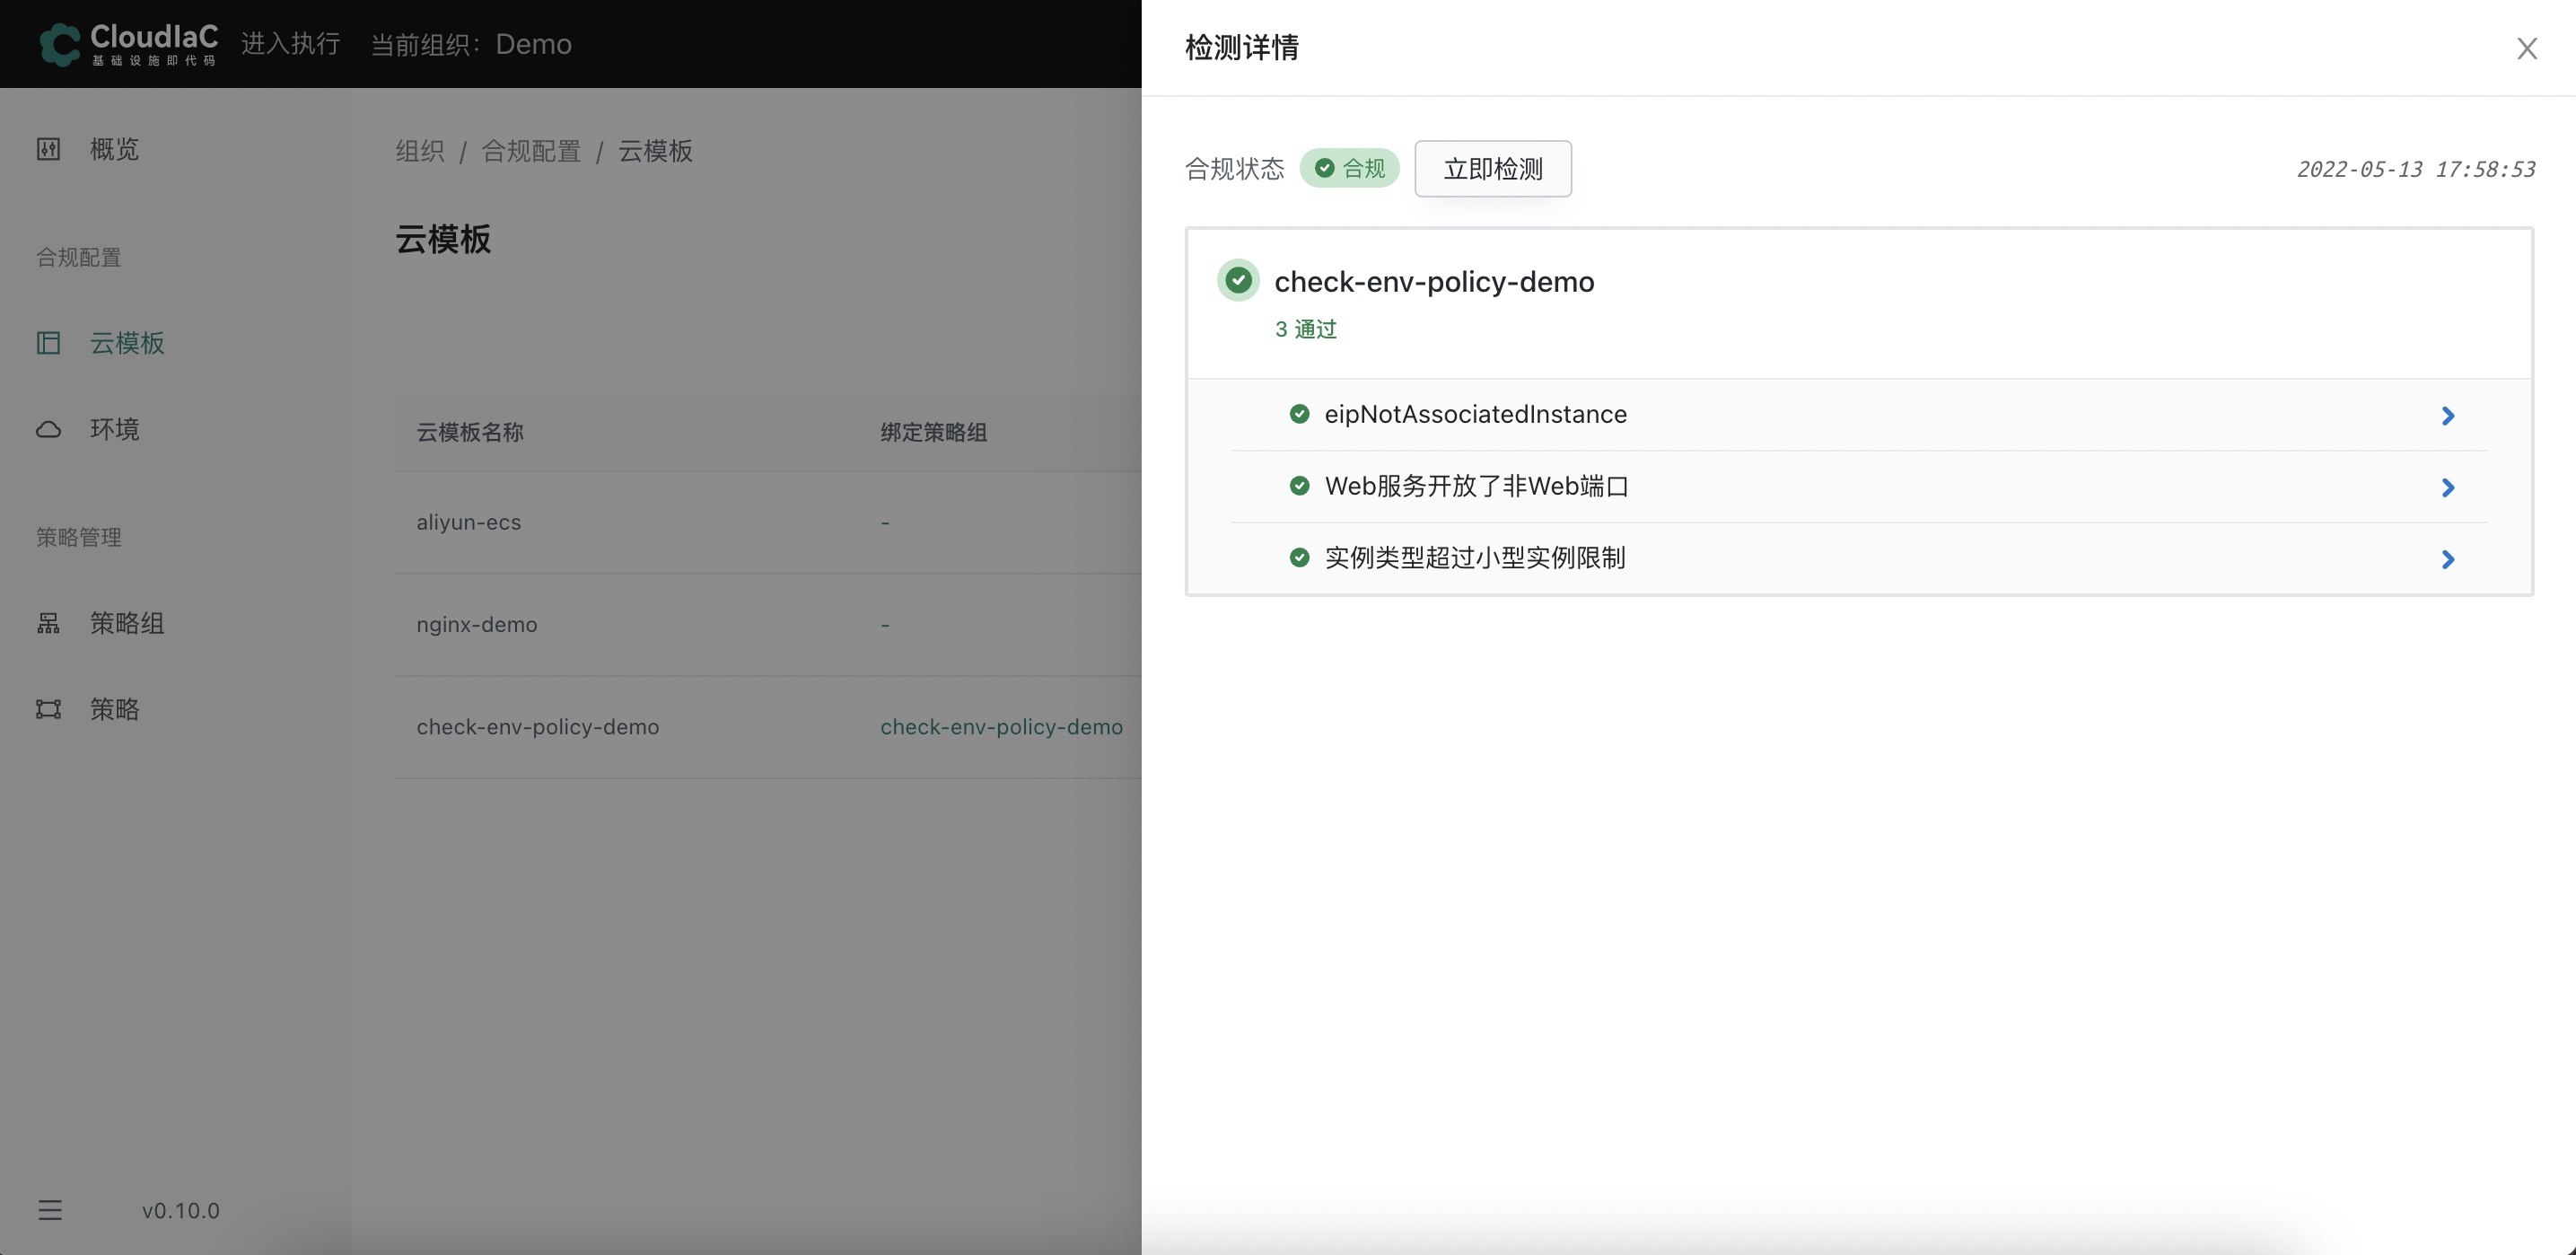 CloudIaC
基础设施即代码
进入执行
当前组织： Demo
概览
合规配置
云模板
环境
策略管理
策略组
策略
v0.10.0
组织 / 合规配置 / 云模板
云模板
云模板名称 绑定策略组
aliyun-ecs -
nginx-demo -
check-env-policy-demo check-env-policy-demo
检测详情
合规状态 合规 立即检测 2022-05-13 17:58:53
check-env-policy-demo
3 通过
eipNotAssociatedInstance
Web服务开放了非Web端口
实例类型超过小型实例限制